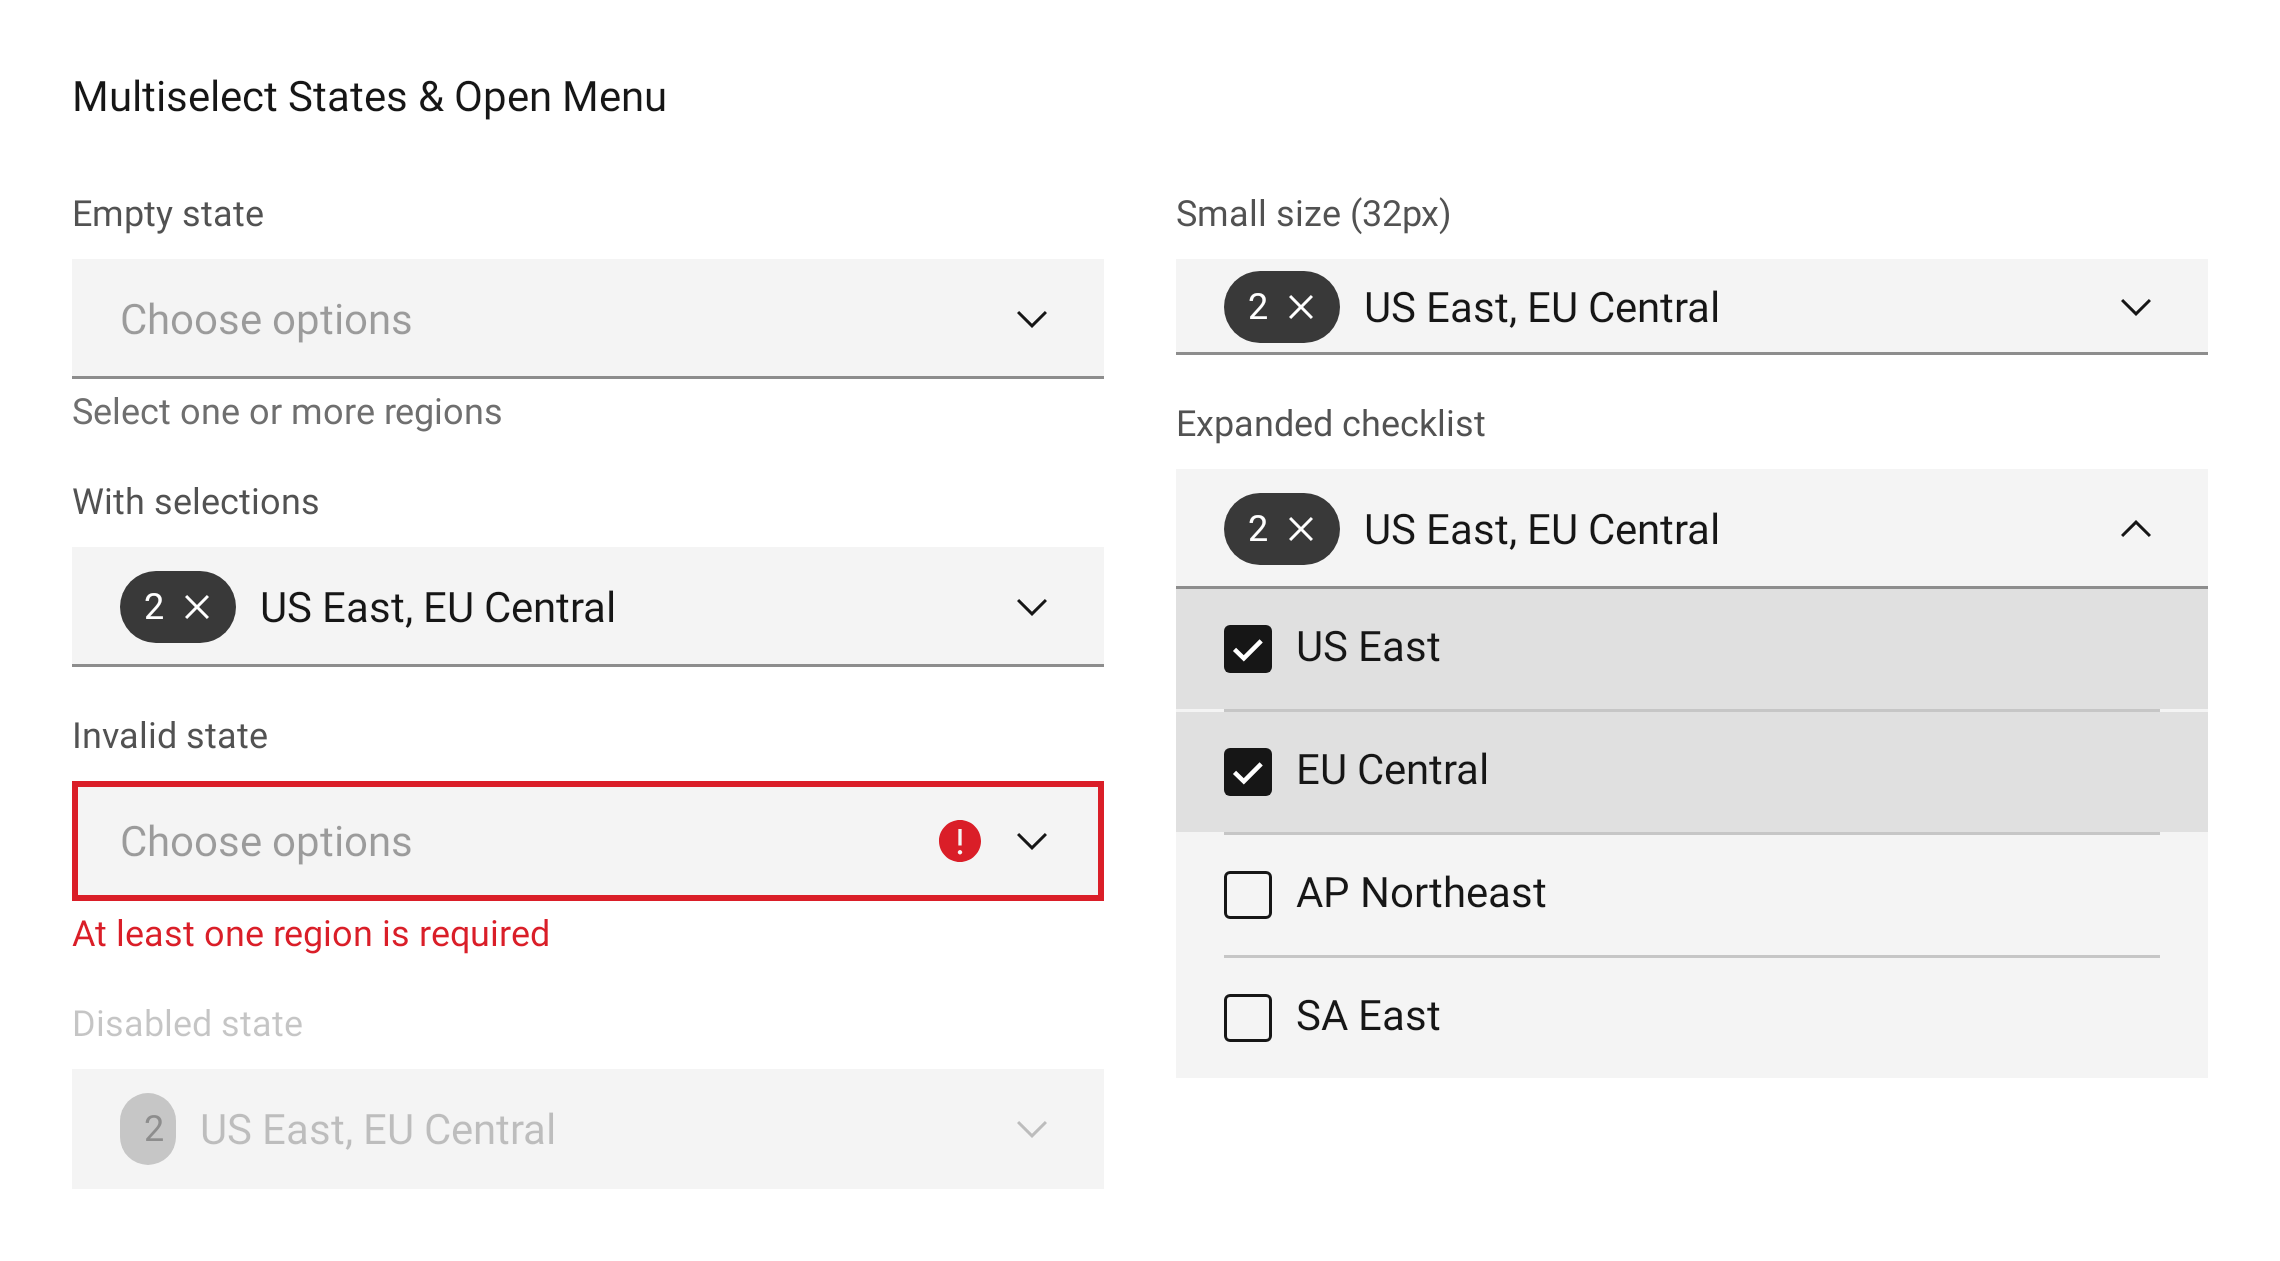 Multiselect States & Open Menu
Empty state
Choose options
Select one or more regions
With selections
2 US East, EU Central
Invalid state
Choose options
At least one region is required
Disabled state
2 US East, EU Central
Small size (32px)
2 US East, EU Central
Expanded checklist
2 US East, EU Central
US East
EU Central
AP Northeast
SA East